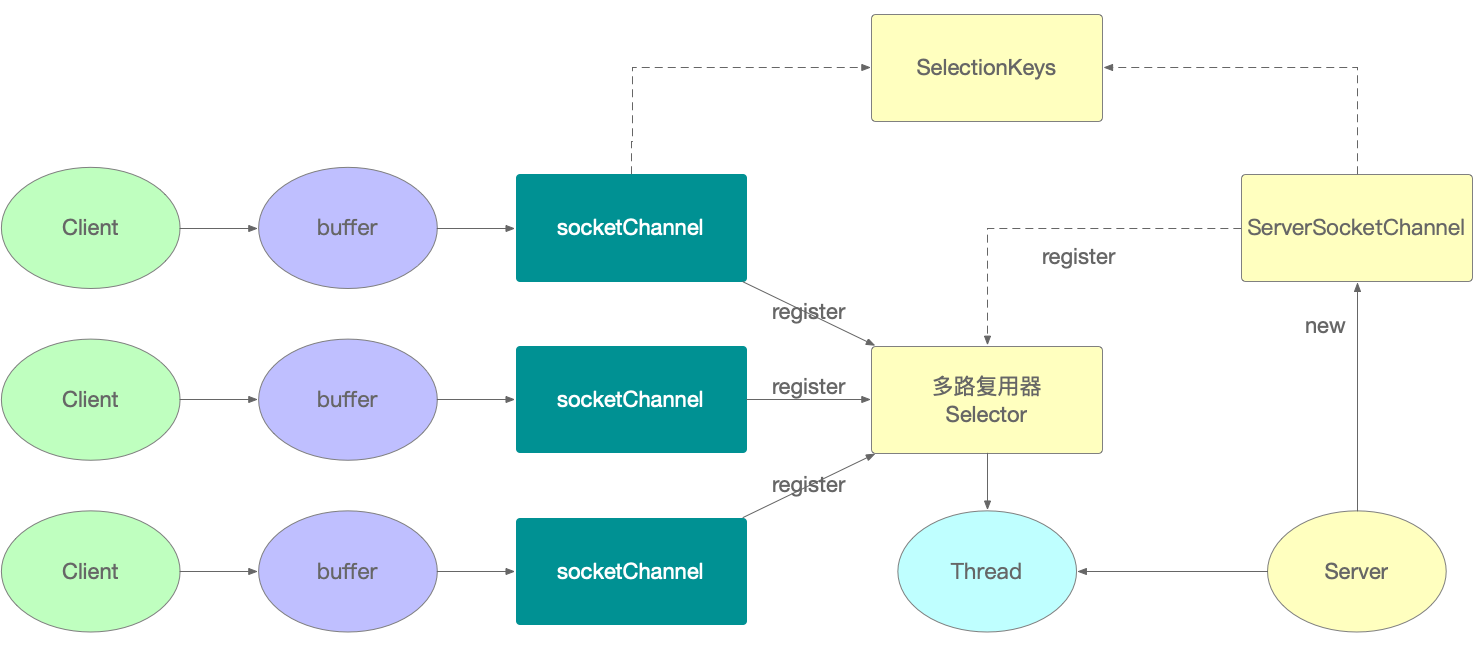 SelectionKeys
Client
buffer
socketChannel
ServerSocketChannel
register
register
new
Client
buffer
socketChannel
register
多路复用器
Selector
register
Client
buffer
socketChannel
Thread
Server